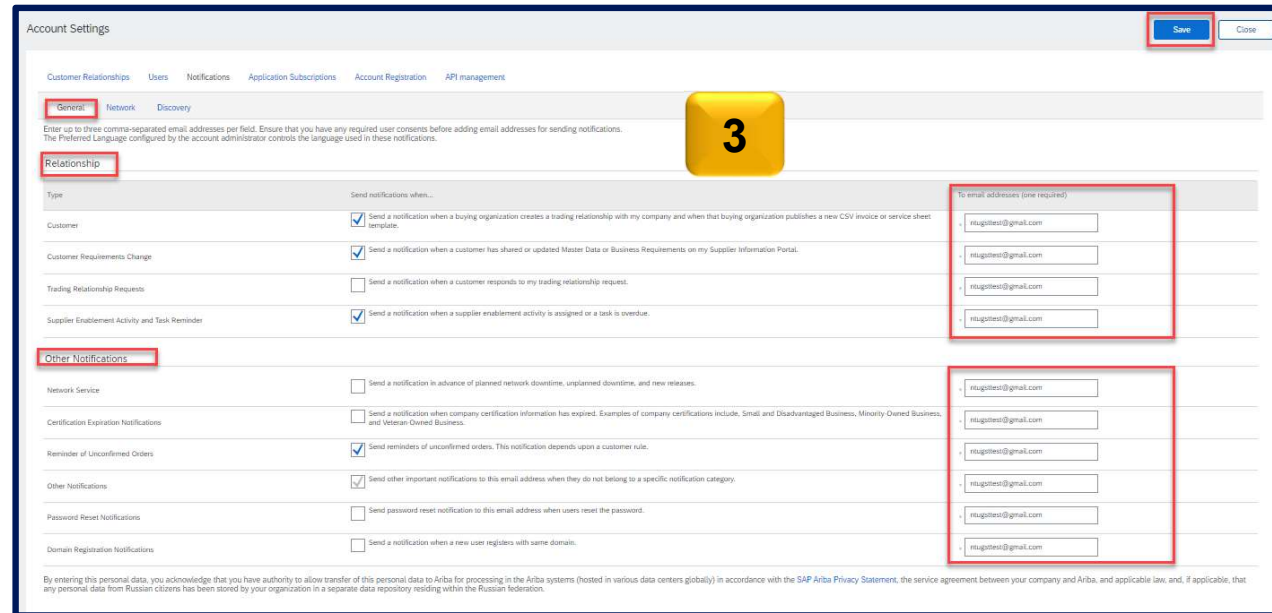 Account Settings
Save
Close
Customer Relationships Users Notifications Application Subscriptions Account Registration API management
General Network Discovery
3
Enter up to three comma-separated email addresses per field. Ensure that you have any required user consents before adding email addresses for sending notifications.
The Preferred Language configured by the account administrator controls the language used in these notifications.
Relationship
Type Send notifications when... To email addresses (one required)
Customer
Send a notification when a buying organization creates a trading relationship with my company and when that buying organization publishes a new CSV invoice or service sheet
template.
ntugsttest@gmail.com
Customer Requirements Change
Send a notification when a customer has shared or updated Master Data or Business Requirements on my Supplier Information Portal.
ntugsttest@gmail.com
Trading Relationship Requests
Send a notification when a customer responds to my trading relationship request.
ntugsttest@gmail.com
Supplier Enablement Activity and Task Reminder
Send a notification when a supplier enablement activity is assigned or a task is overdue.
ntugsttest@gmail.com
Other Notifications
Network Service
Send a notification in advance of planned network downtime, unplanned downtime, and new releases.
ntugsttest@gmail.com
Certification Expiration Notifications
Send a notification when company certification information has expired. Examples of company certifications include, Small and Disadvantaged Business, Minority-Owned Business,
and Veteran-Owned Business.
ntugsttest@gmail.com
Reminder of Unconfirmed Orders
Send reminders of unconfirmed orders. This notification depends upon a customer rule.
ntugsttest@gmail.com
Other Notifications
Send other important notifications to this email address when they do not belong to a specific notification category.
ntugsttest@gmail.com
Password Reset Notifications
Send password reset notification to this email address when users reset the password.
ntugsttest@gmail.com
Domain Registration Notifications
Send a notification when a new user registers with same domain.
ntugsttest@gmail.com
By entering this personal data, you acknowledge that you have authority to allow transfer of this personal data to Ariba for processing in the Ariba systems (hosted in various data centers globally) in accordance with the SAP Ariba Privacy Statement, the service agreement between your company and Ariba, and applicable law, and, if applicable, that
any personal data from Russian citizens has been stored by your organization in a separate data repository residing within the Russian federation.